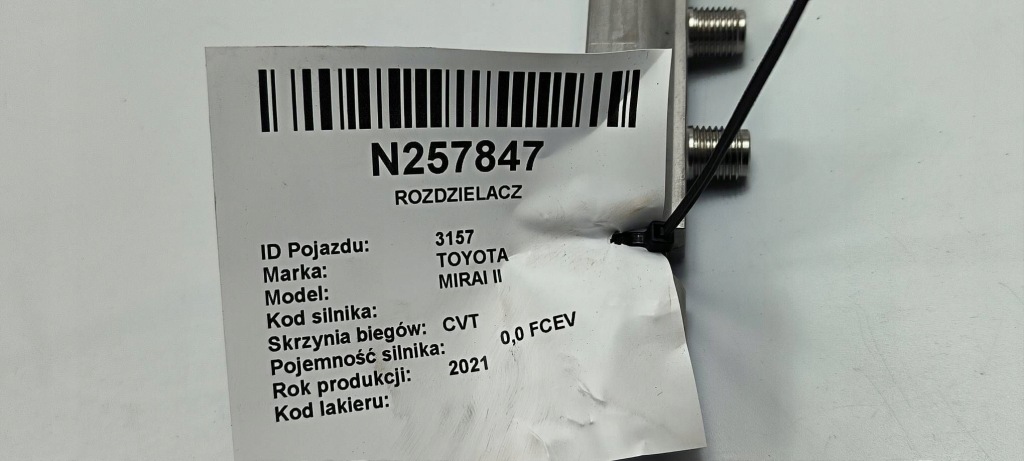 N257847
ROZDZIELACZ
ID Pojazdu: 3157
Marka: TOYOTA
Model: MIRAI II
Kod silnika:
Skrzynia biegów: CVT
Pojemność silnika: 0,0 FCEV
Rok produkcji: 2021
Kod lakieru: